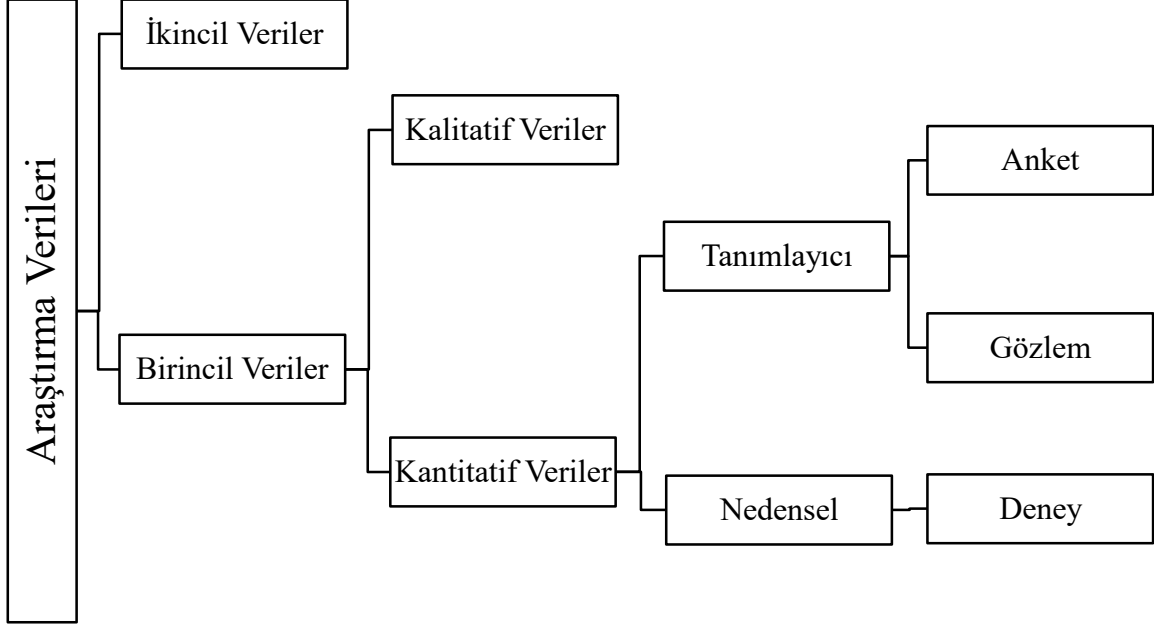 Araştırma Verileri
İkincil Veriler
Birincil Veriler
Kalitatif Veriler
Kantitatif Veriler
Tanımlayıcı
Nedensel
Anket
Gözlem
Deney